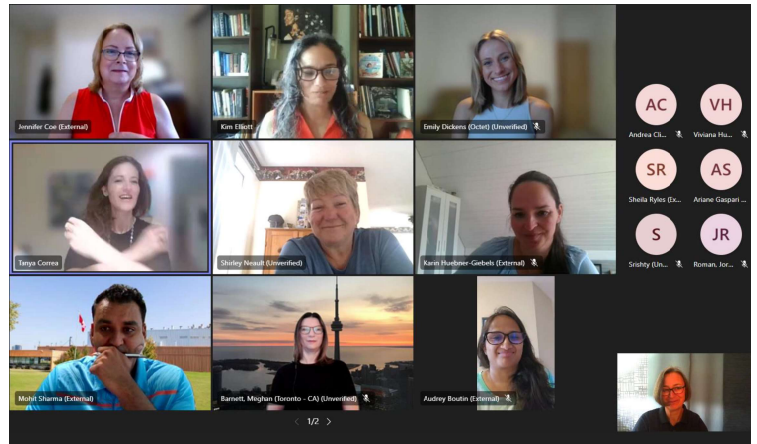 Jennifer Coe (External)
Kim Elliott
Emily Dickens (Octet) (Unverified)
AC
VH
Andrea Cli...
Viviana Hu...
Tanya Correa
Shirley Neault (Unverified)
Karin Huebner-Giebels (External)
SR
AS
Sheila Ryles (Ex...
Ariane Gaspari ...
S
JR
Srishty (Un...
Roman, Jor...
Mohit Sharma (External)
Barnett, Meghan (Toronto - CA) (Unverified)
Audrey Boutin (External)
1/2